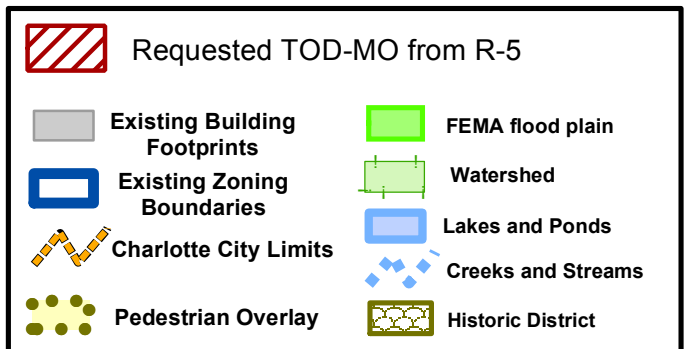 Requested TOD-MO from R-5
Existing Building
Footprints
Existing Zoning
Boundaries
Charlotte City Limits
Pedestrian Overlay
FEMA flood plain
Watershed
Lakes and Ponds
Creeks and Streams
Historic District